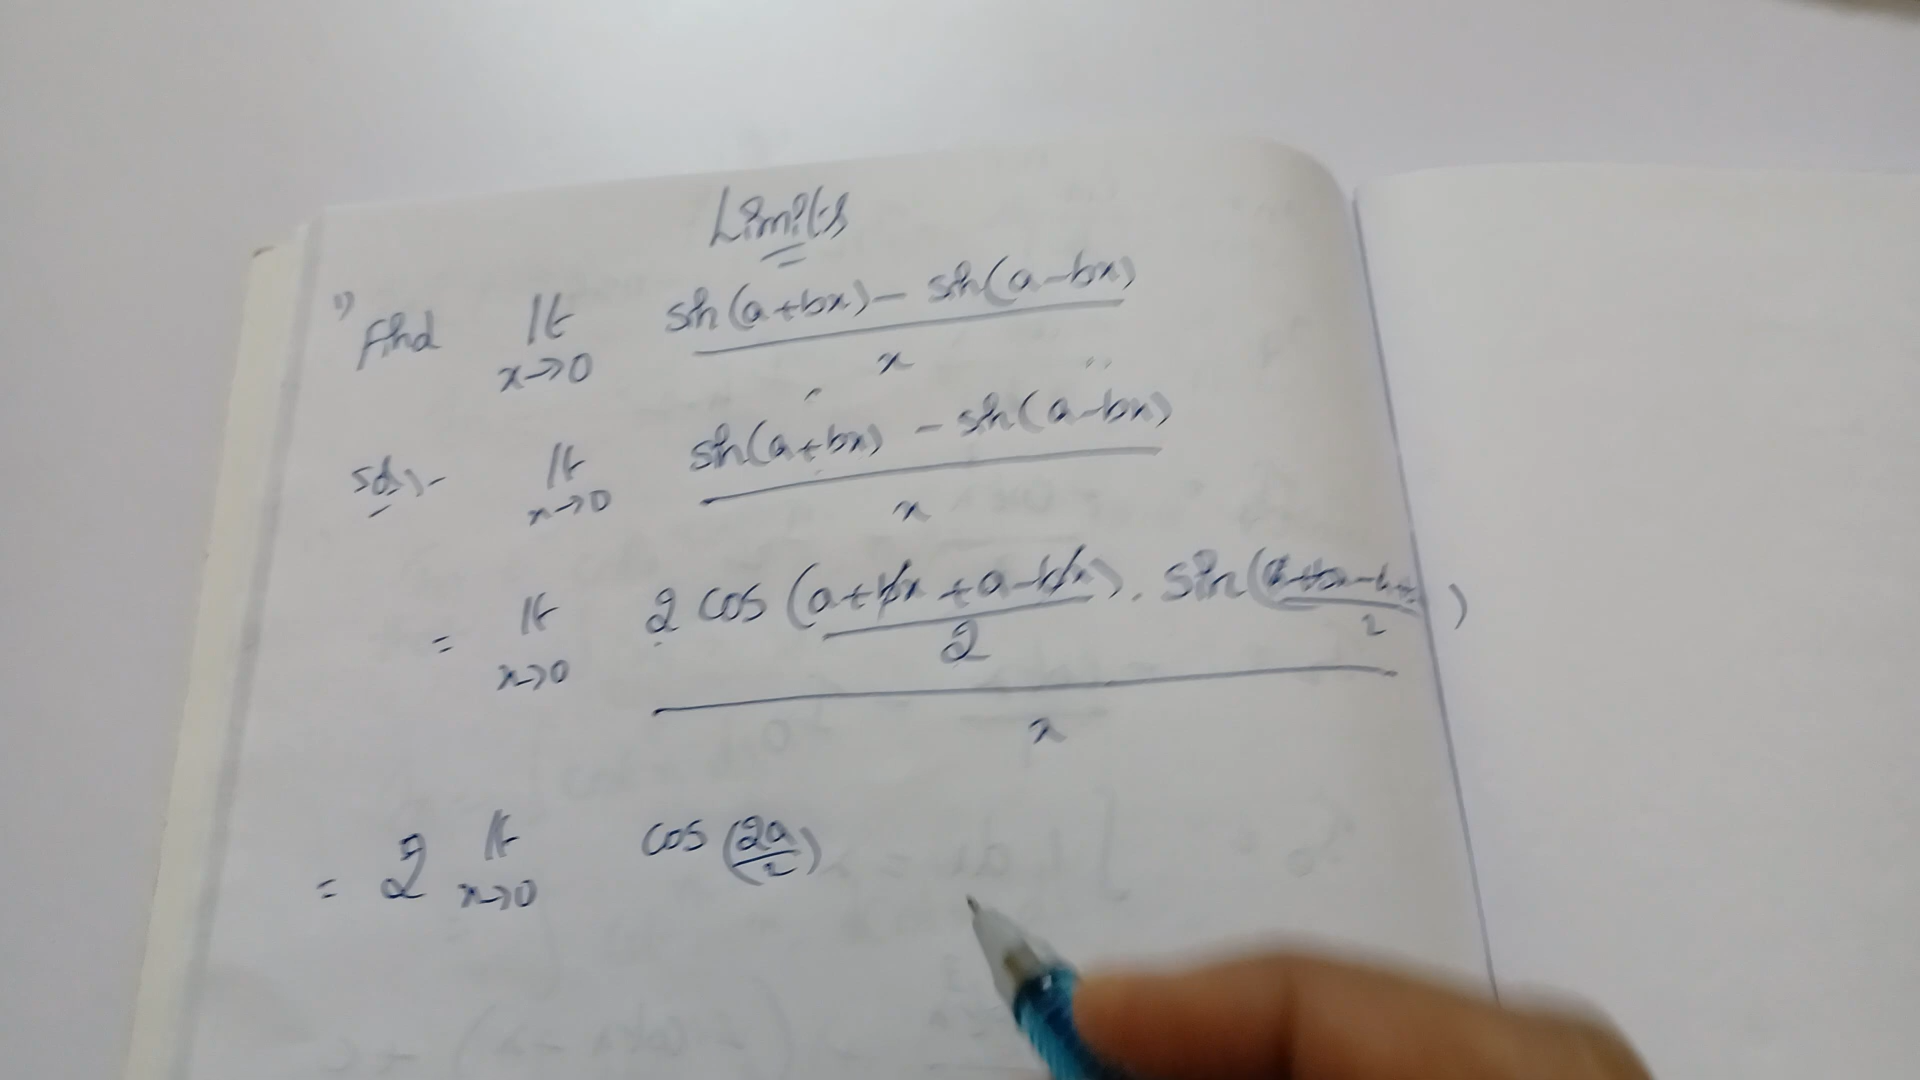 Limits
1) Find lt x→0 sin(a+bx) - sin(a-bx) / x
Sol:- lt x→0 sin(a+bx) - sin(a-bx) / x
= lt x→0 2 cos (a+bx+a-bx / 2) . sin( / 2) / x
= 2 lt x→0 cos (2a/2)